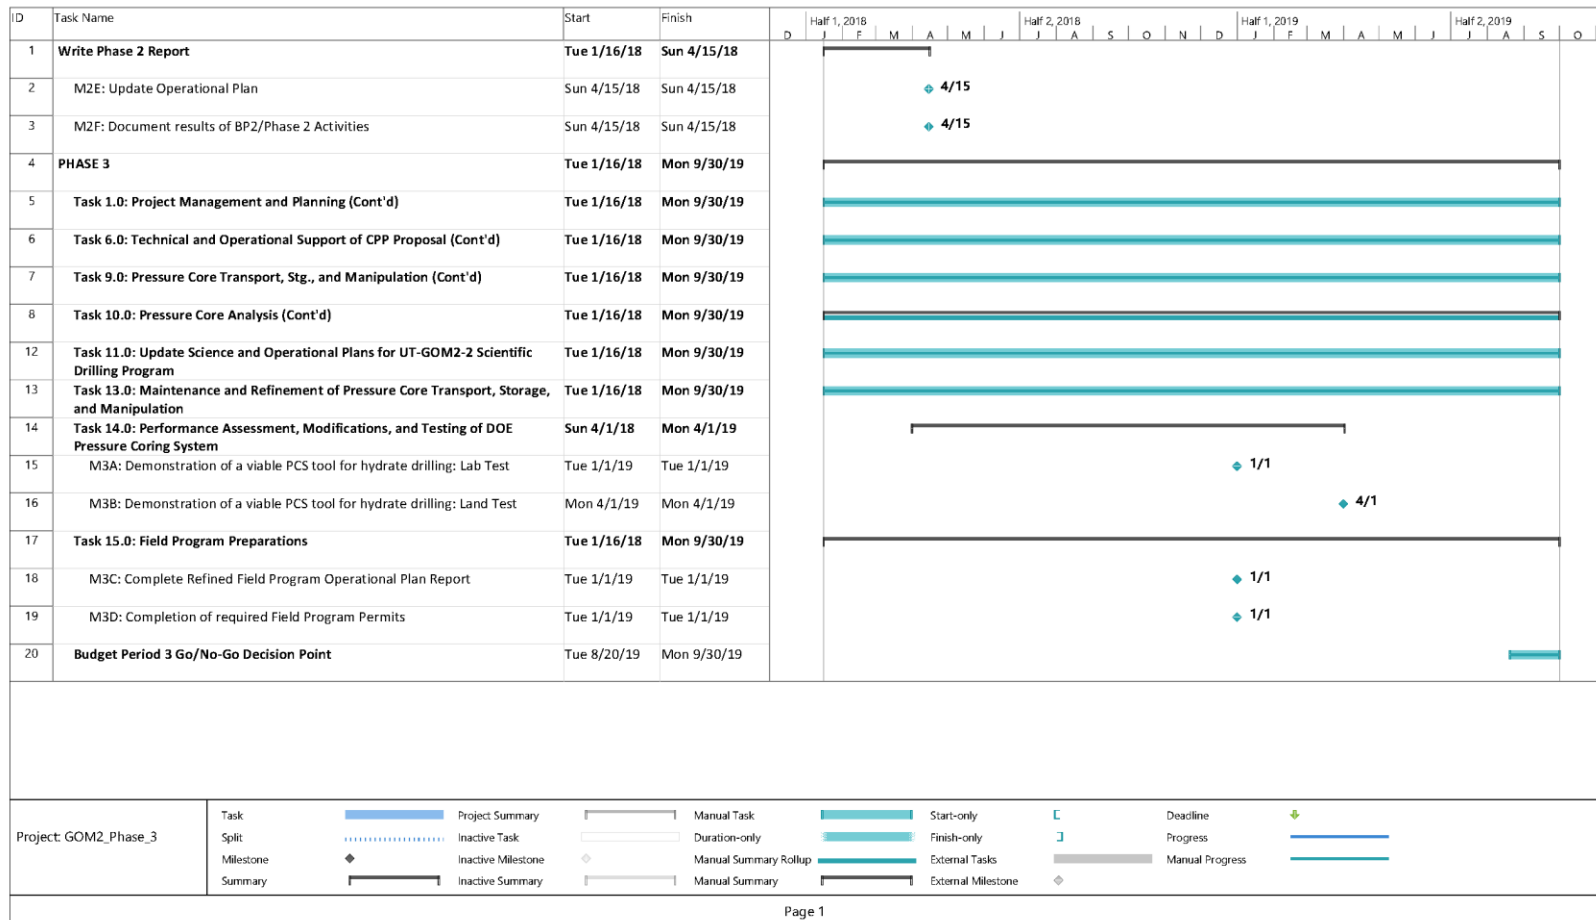 ID Task Name Start Finish Half 1, 2018 Half 2, 2018 Half 1, 2019 Half 2, 2019
D J F M A M J J A S O N D J F M A M J J A S O
1 Write Phase 2 Report Tue 1/16/18 Sun 4/15/18
2 M2E: Update Operational Plan Sun 4/15/18 Sun 4/15/18 4/15
3 M2F: Document results of BP2/Phase 2 Activities Sun 4/15/18 Sun 4/15/18 4/15
4 PHASE 3 Tue 1/16/18 Mon 9/30/19
5 Task 1.0: Project Management and Planning (Cont'd) Tue 1/16/18 Mon 9/30/19
6 Task 6.0: Technical and Operational Support of CPP Proposal (Cont'd) Tue 1/16/18 Mon 9/30/19
7 Task 9.0: Pressure Core Transport, Stg., and Manipulation (Cont'd) Tue 1/16/18 Mon 9/30/19
8 Task 10.0: Pressure Core Analysis (Cont'd) Tue 1/16/18 Mon 9/30/19
12 Task 11.0: Update Science and Operational Plans for UT-GOM2-2 Scientific Tue 1/16/18 Mon 9/30/19
Drilling Program
13 Task 13.0: Maintenance and Refinement of Pressure Core Transport, Storage, Tue 1/16/18 Mon 9/30/19
and Manipulation
14 Task 14.0: Performance Assessment, Modifications, and Testing of DOE Sun 4/1/18 Mon 4/1/19
Pressure Coring System
15 M3A: Demonstration of a viable PCS tool for hydrate drilling: Lab Test Tue 1/1/19 Tue 1/1/19 1/1
16 M3B: Demonstration of a viable PCS tool for hydrate drilling: Land Test Mon 4/1/19 Mon 4/1/19 4/1
17 Task 15.0: Field Program Preparations Tue 1/16/18 Mon 9/30/19
18 M3C: Complete Refined Field Program Operational Plan Report Tue 1/1/19 Tue 1/1/19 1/1
19 M3D: Completion of required Field Program Permits Tue 1/1/19 Tue 1/1/19 1/1
20 Budget Period 3 Go/No-Go Decision Point Tue 8/20/19 Mon 9/30/19
Project: GOM2_Phase_3
Task Project Summary Manual Task Start-only Deadline
Split Inactive Task Duration-only Finish-only Progress
Milestone Inactive Milestone Manual Summary Rollup External Tasks Manual Progress
Summary Inactive Summary Manual Summary External Milestone
Page 1